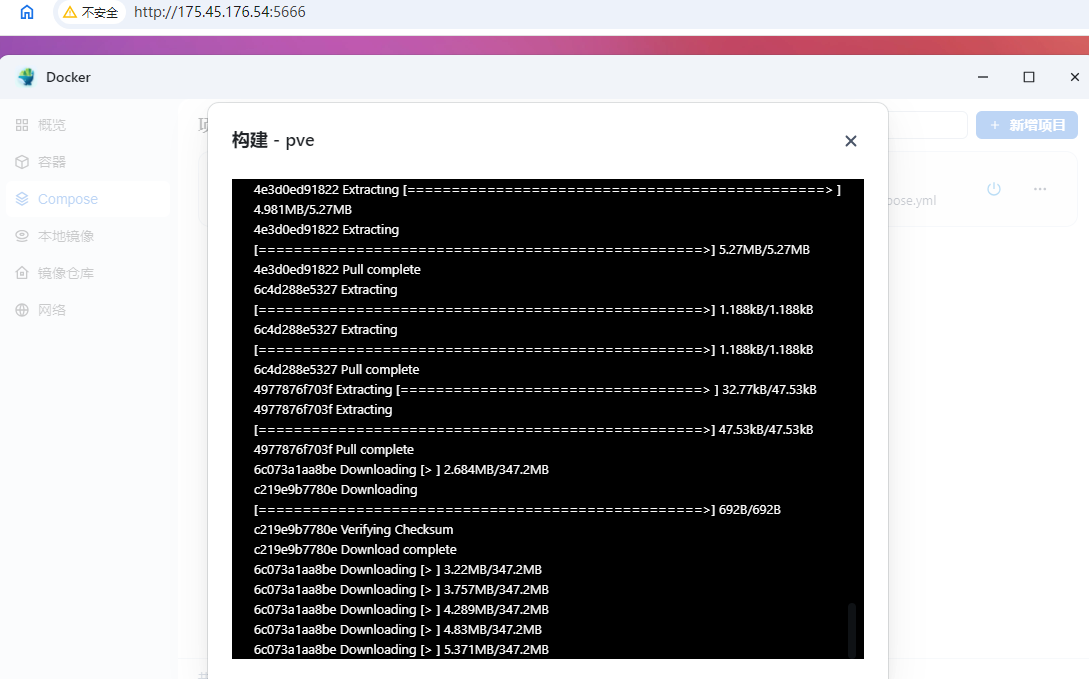 不安全 http://175.45.176.54:5666
Docker
概览
容器
Compose
本地镜像
镜像仓库
网络
+ 新增项目
pose.yml
构建 - pve
4e3d0ed91822 Extracting [================================================> ]
4.981MB/5.27MB
4e3d0ed91822 Extracting
[==================================================>] 5.27MB/5.27MB
4e3d0ed91822 Pull complete
6c4d288e5327 Extracting
[==================================================>] 1.188kB/1.188kB
6c4d288e5327 Extracting
[==================================================>] 1.188kB/1.188kB
6c4d288e5327 Pull complete
4977876f703f Extracting [==================================> ] 32.77kB/47.53kB
4977876f703f Extracting
[==================================================>] 47.53kB/47.53kB
4977876f703f Pull complete
6c073a1aa8be Downloading [> ] 2.684MB/347.2MB
c219e9b7780e Downloading
[==================================================>] 692B/692B
c219e9b7780e Verifying Checksum
c219e9b7780e Download complete
6c073a1aa8be Downloading [> ] 3.22MB/347.2MB
6c073a1aa8be Downloading [> ] 3.757MB/347.2MB
6c073a1aa8be Downloading [> ] 4.289MB/347.2MB
6c073a1aa8be Downloading [> ] 4.83MB/347.2MB
6c073a1aa8be Downloading [> ] 5.371MB/347.2MB